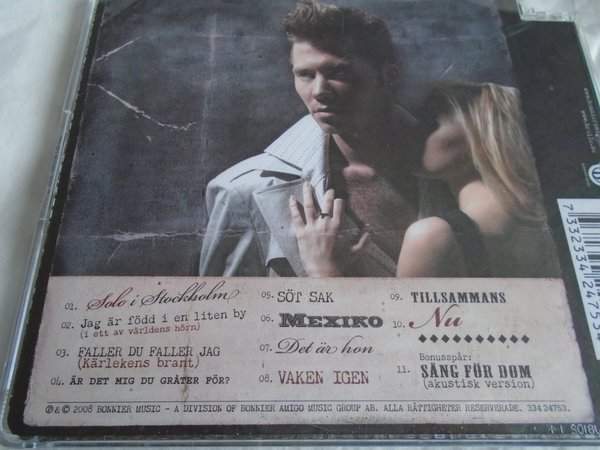 01. Solo i Stockholm
02. Jag är född i en liten by
(i ett av världens hörn)
03. FALLER DU FALLER JAG
(Kärlekens brant)
04. ÄR DET MIG DU GRÅTER FÖR?
05. SÖT SAK
06. MEXIKO
07. Det är hon
08. VAKEN IGEN
09. TILLSAMMANS
10. Nu
Bonusspår:
11. SÅNG FÖR DOM
(akustisk version)
℗ & © 2008 BONNIER MUSIC - A DIVISION OF BONNIER AMIGO MUSIC GROUP AB. ALLA RÄTTIGHETER RESERVERADE. 334 24753.
7 332334 247534